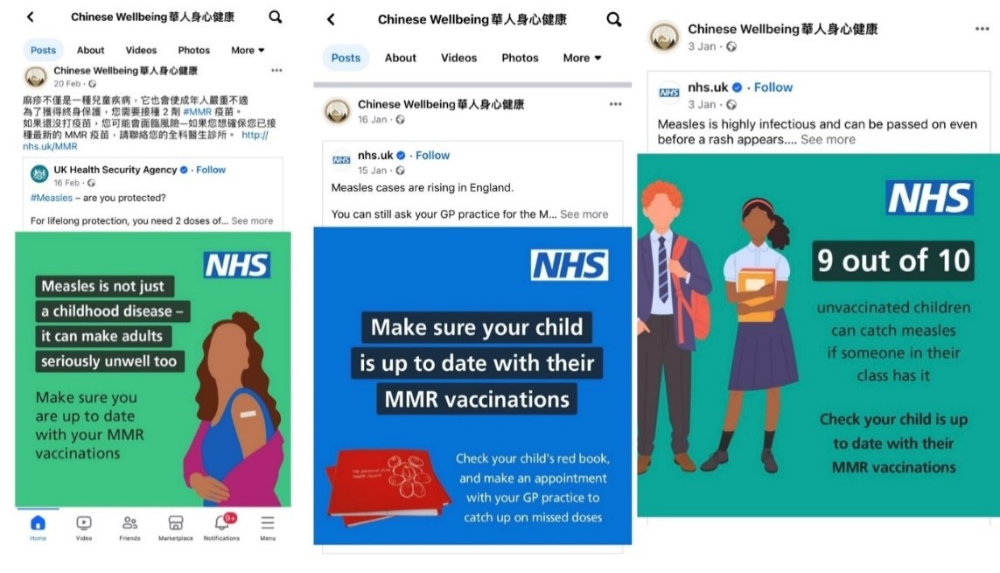 Chinese Wellbeing華人身心健康
Posts About Videos Photos More
Chinese Wellbeing華人身心健康
20 Feb ·
麻疹不僅是一種兒童疾病，它也會使成年人嚴重不適
為了獲得終身保護，您需要接種 2 劑 #MMR 疫苗。
如果還沒打疫苗，您可能會面臨風險—如果您想確保您已接
種最新的 MMR 疫苗，請聯絡您的全科醫生診所。 http://
nhs.uk/MMR
UK Health Security Agency · Follow
16 Feb ·
#Measles – are you protected?
For lifelong protection, you need 2 doses of... See more
NHS
Measles is not just
a childhood disease –
it can make adults
seriously unwell too
Make sure you
are up to date
with your MMR
vaccinations
9+
Home Video Friends Marketplace Notifications Menu
Chinese Wellbeing華人身心健康
Posts About Videos Photos More
Chinese Wellbeing華人身心健康
16 Jan ·
NHS
nhs.uk · Follow
15 Jan ·
Measles cases are rising in England.
You can still ask your GP practice for the M... See more
NHS
Make sure your child
is up to date with their
MMR vaccinations
My personal child
health record
Check your child's red book,
and make an appointment
with your GP practice to
catch up on missed doses
Chinese Wellbeing華人身心健康
3 Jan ·
NHS
nhs.uk · Follow
3 Jan ·
Measles is highly infectious and can be passed on even
before a rash appears.... See more
NHS
9 out of 10
unvaccinated children
can catch measles
if someone in their
class has it
Check your child is up
to date with their
MMR vaccinations